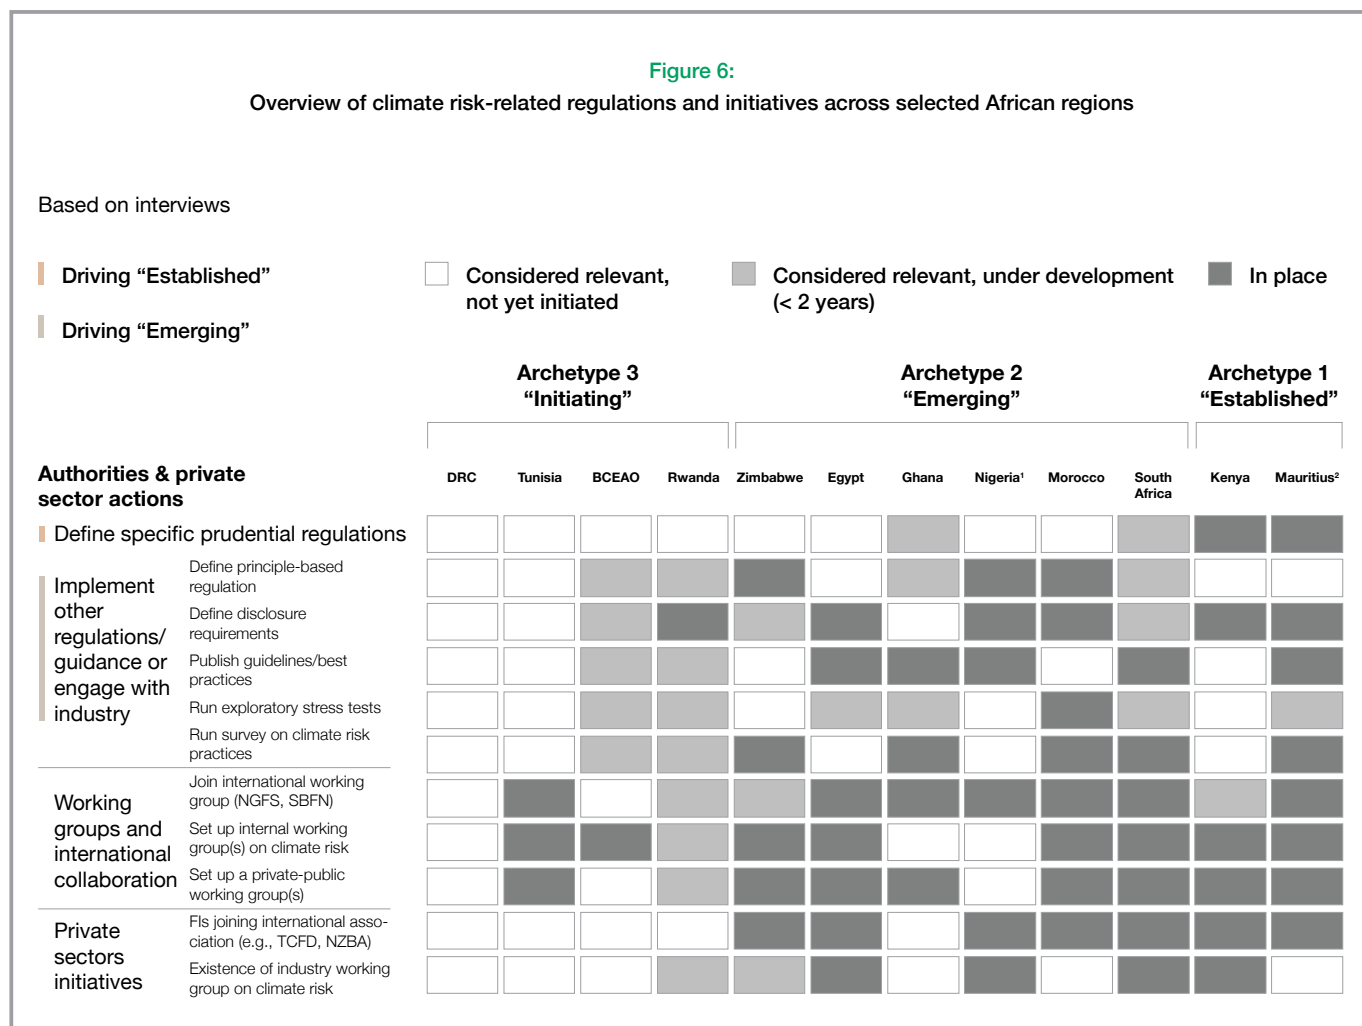 Figure 6:
Overview of climate risk-related regulations and initiatives across selected African regions
Based on interviews
Driving “Established”
Driving “Emerging”
Considered relevant,
not yet initiated
Considered relevant, under development
(< 2 years)
In place
Archetype 3
“Initiating”
Archetype 2
“Emerging”
Archetype 1
“Established”
Authorities & private
sector actions
DRC
Tunisia
BCEAO
Rwanda
Zimbabwe
Egypt
Ghana
Nigeria¹
Morocco
South
Africa
Kenya
Mauritius²
Define specific prudential regulations
Implement
other
regulations/
guidance or
engage with
industry
Define principle-based
regulation
Define disclosure
requirements
Publish guidelines/best
practices
Run exploratory stress tests
Run survey on climate risk
practices
Working
groups and
international
collaboration
Join international working
group (NGFS, SBFN)
Set up internal working
group(s) on climate risk
Set up a private-public
working group(s)
Private
sectors
initiatives
FIs joining international asso-
ciation (e.g., TCFD, NZBA)
Existence of industry working
group on climate risk